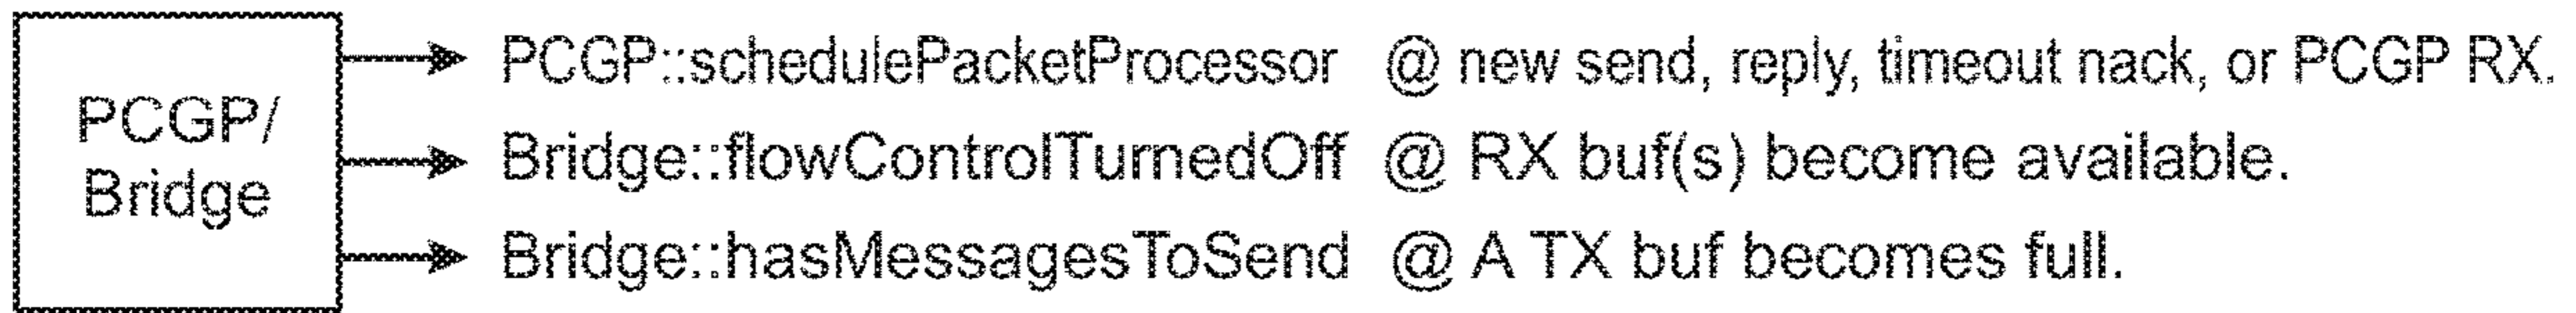 PCGP/
Bridge
PCGP::schedulePacketProcessor @ new send, reply, timeout nack, or PCGP RX.
Bridge::flowControlTurnedOff @ RX buf(s) become available.
Bridge::hasMessagesToSend @ A TX buf becomes full.